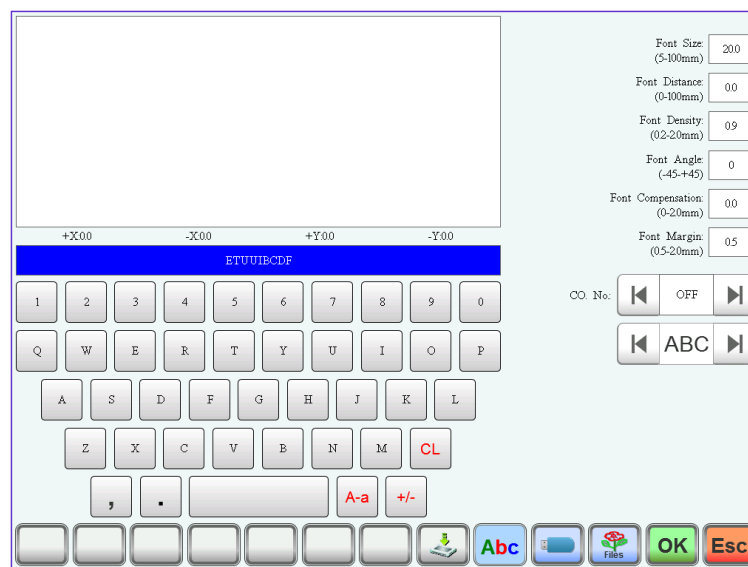 Font Size: 20.0
(5-100mm)
Font Distance: 0.0
(0-100mm)
Font Density: 0.9
(0.2-2.0mm)
Font Angle: 0
(-45-+45)
Font Compensation: 0.0
(0-2.0mm)
Font Margin: 0.5
(0.5-2.0mm)
+X:0.0 -X:0.0 +Y:0.0 -Y:0.0
ETUUIBCDF
CO. No.: OFF
ABC
1 2 3 4 5 6 7 8 9 0
Q W E R T Y U I O P
A S D F G H J K L
Z X C V B N M CL
, . A-a +/-
Abc Files OK Esc